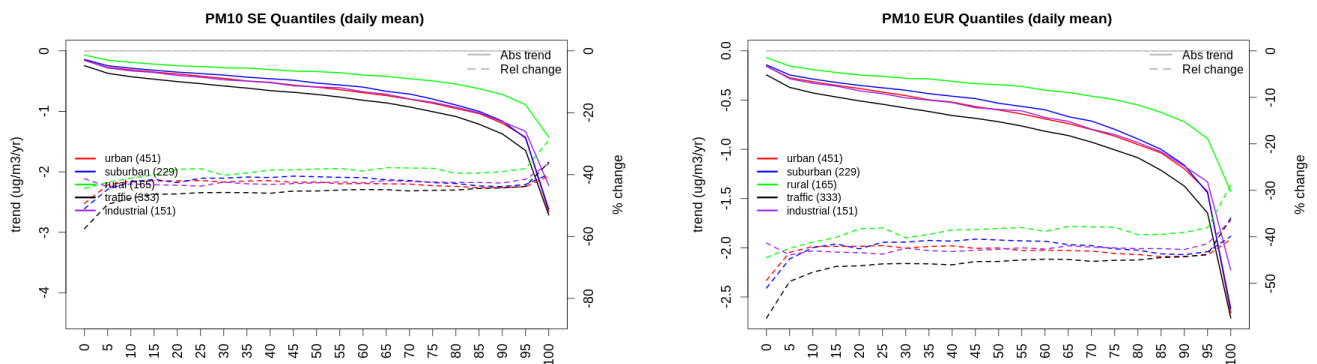 PM10 SE Quantiles (daily mean)
0
-1
-2
-3
-4
trend (ug/m3/yr)
Abs trend
Rel change
urban (451)
suburban (229)
rural (165)
traffic (333)
industrial (151)
0
-20
-40
-60
-80
% change
0 5 10 15 20 25 30 35 40 45 50 55 60 65 70 75 80 85 90 95 100
PM10 EUR Quantiles (daily mean)
0.0
-0.5
-1.0
-1.5
-2.0
-2.5
trend (ug/m3/yr)
Abs trend
Rel change
urban (451)
suburban (229)
rural (165)
traffic (333)
industrial (151)
0
-10
-20
-30
-40
-50
% change
0 5 10 15 20 25 30 35 40 45 50 55 60 65 70 75 80 85 90 95 100